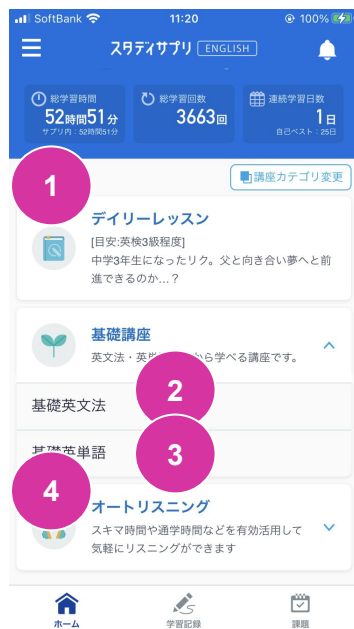 SoftBank 11:20 100%
スタディサプリ ENGLISH
総学習時間 総学習回数 連続学習日数
52時間51分 3663回 1日
サプリ内：52時間51分 自己ベスト：25日
講座カテゴリ変更
1
デイリーレッスン
[目安:英検3級程度]
中学3年生になったリク。父と向き合い夢へと前
進できるのか…？
基礎講座
英文法・英 から学べる講座です。
2
基礎英文法
3
基礎英単語
4
オートリスニング
スキマ時間や通学時間などを有効活用して
気軽にリスニングができます
ホーム 学習記録 課題